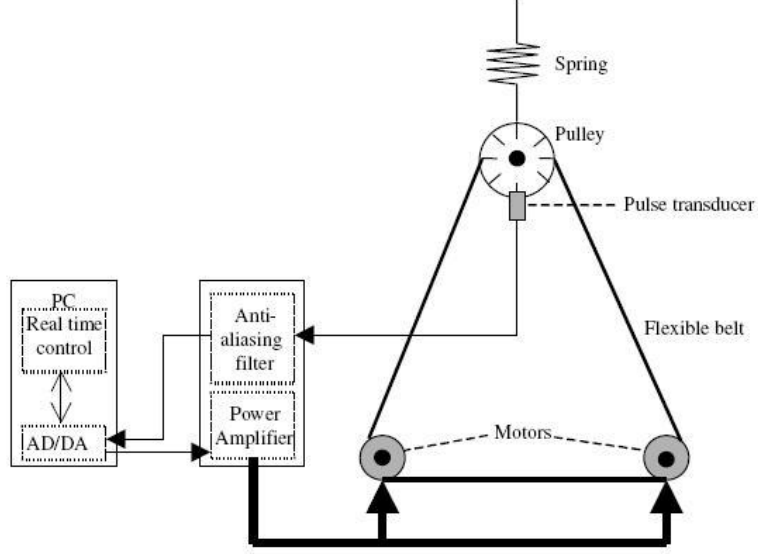 Spring
Pulley
Pulse transducer
PC
Real time
control
Anti-
aliasing
filter
Flexible belt
Power
Amplifier
AD/DA
Motors